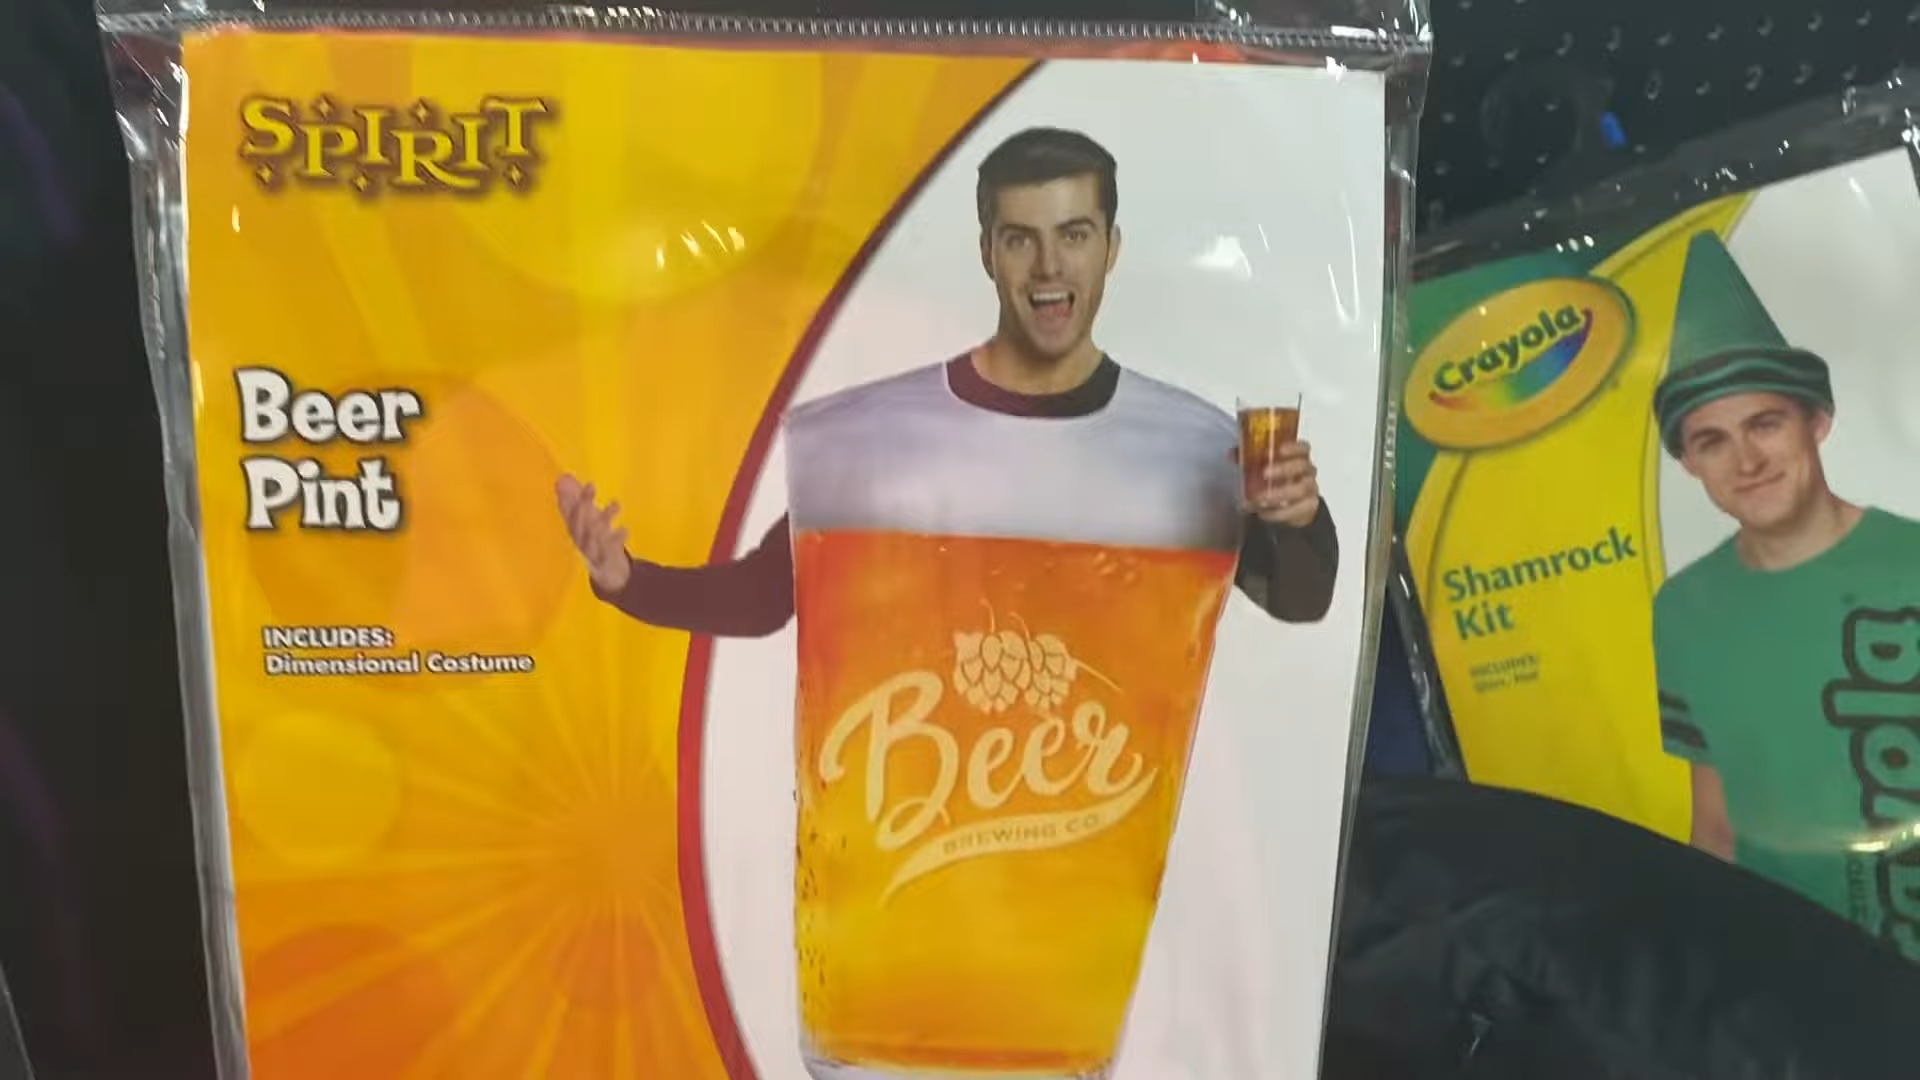 SPIRIT
Beer
Pint
INCLUDES:
Dimensional Costume
Beer
BREWING CO
Crayola
Shamrock
Kit
INCLUDES: